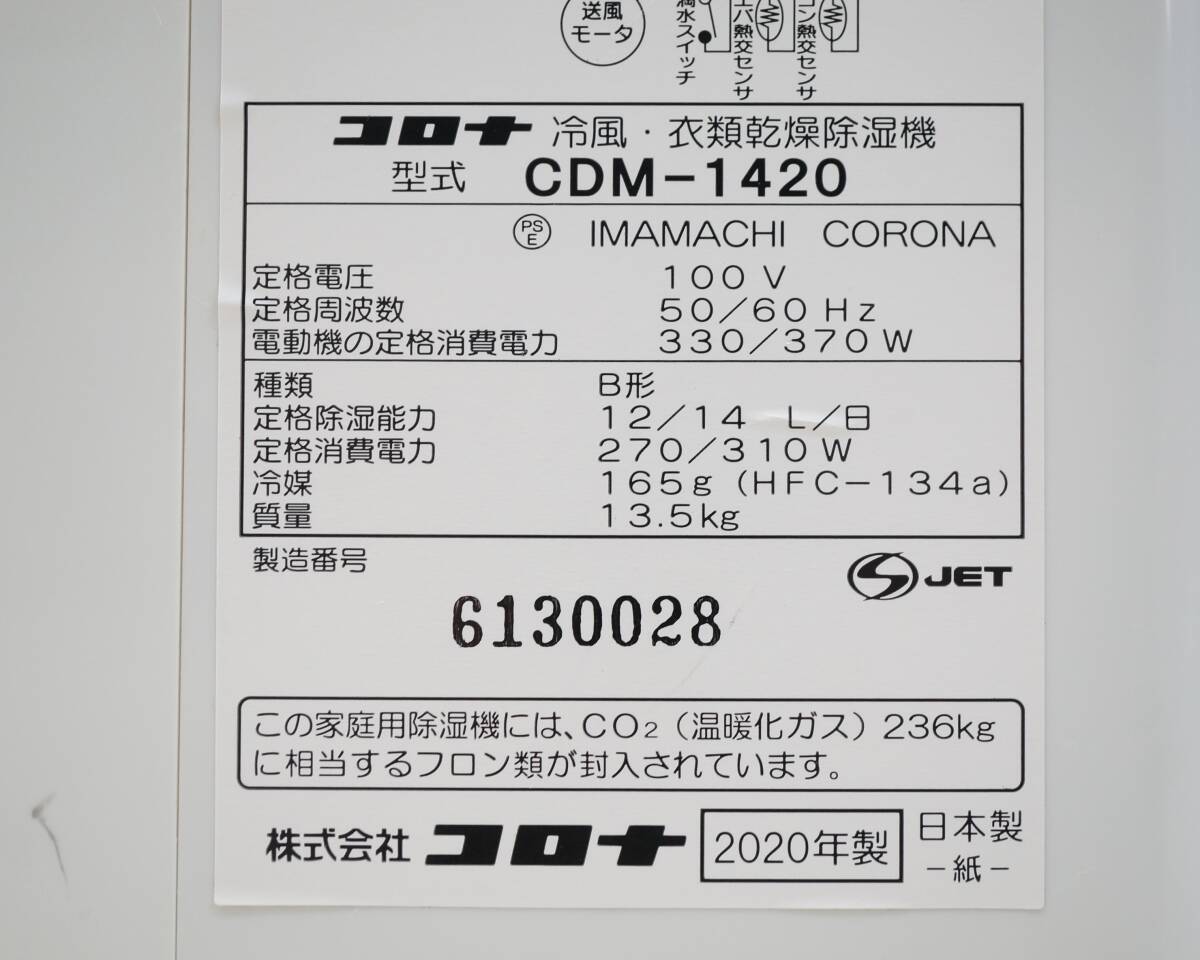 送風
モータ
満水スイッチ
エバ熱交センサ
コン熱交センサ
コロナ 冷風・衣類乾燥除湿機
型式 CDM-1420
PSE IMAMACHI CORONA
定格電圧 100V
定格周波数 50/60Hz
電動機の定格消費電力 330/370W
種類 B形
定格除湿能力 12/14 L/日
定格消費電力 270/310W
冷媒 165g(HFC-134a)
質量 13.5kg
製造番号
S JET
6130028
この家庭用除湿機には、CO₂(温暖化ガス)236kg
に相当するフロン類が封入されています。
株式会社 コロナ 2020年製 日本製
-紙-